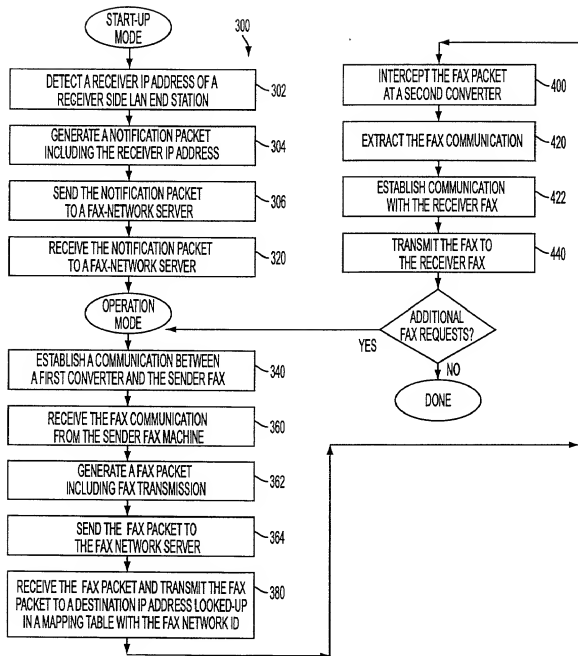 START-UP
MODE
300
DETECT A RECEIVER IP ADDRESS OF A
RECEIVER SIDE LAN END STATION
302
GENERATE A NOTIFICATION PACKET
INCLUDING THE RECEIVER IP ADDRESS
304
SEND THE NOTIFICATION PACKET
TO A FAX-NETWORK SERVER
306
RECEIVE THE NOTIFICATION PACKET
TO A FAX-NETWORK SERVER
320
OPERATION
MODE
ESTABLISH A COMMUNICATION BETWEEN
A FIRST CONVERTER AND THE SENDER FAX
340
RECEIVE THE FAX COMMUNICATION
FROM THE SENDER FAX MACHINE
360
GENERATE A FAX PACKET
INCLUDING FAX TRANSMISSION
362
SEND THE FAX PACKET TO
THE FAX NETWORK SERVER
364
RECEIVE THE FAX PACKET AND TRANSMIT THE FAX
PACKET TO A DESTINATION IP ADDRESS LOOKED-UP
IN A MAPPING TABLE WITH THE FAX NETWORK ID
380
INTERCEPT THE FAX PACKET
AT A SECOND CONVERTER
400
EXTRACT THE FAX COMMUNICATION
420
ESTABLISH COMMUNICATION
WITH THE RECEIVER FAX
422
TRANSMIT THE FAX TO
THE RECEIVER FAX
440
ADDITIONAL
FAX REQUESTS?
YES
NO
DONE